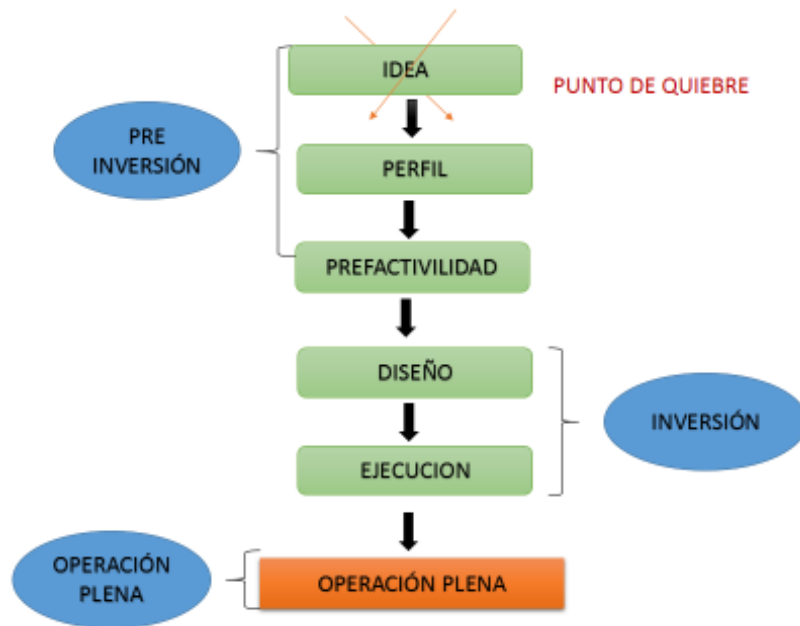 IDEA
PUNTO DE QUIEBRE
PRE
INVERSIÓN
PERFIL
PREFACTIVILIDAD
DISEÑO
INVERSIÓN
EJECUCION
OPERACIÓN
PLENA
OPERACIÓN PLENA